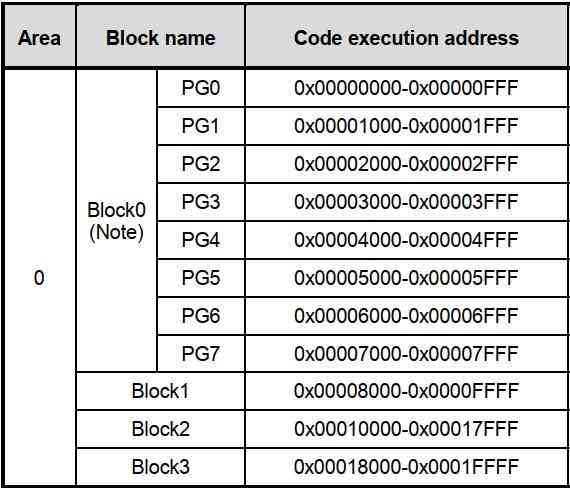 Area Block name Code execution address
PG0 0x00000000-0x00000FFF
PG1 0x00001000-0x00001FFF
PG2 0x00002000-0x00002FFF
Block0
(Note)
PG3 0x00003000-0x00003FFF
PG4 0x00004000-0x00004FFF
0
PG5 0x00005000-0x00005FFF
PG6 0x00006000-0x00006FFF
PG7 0x00007000-0x00007FFF
Block1 0x00008000-0x0000FFFF
Block2 0x00010000-0x00017FFF
Block3 0x00018000-0x0001FFFF